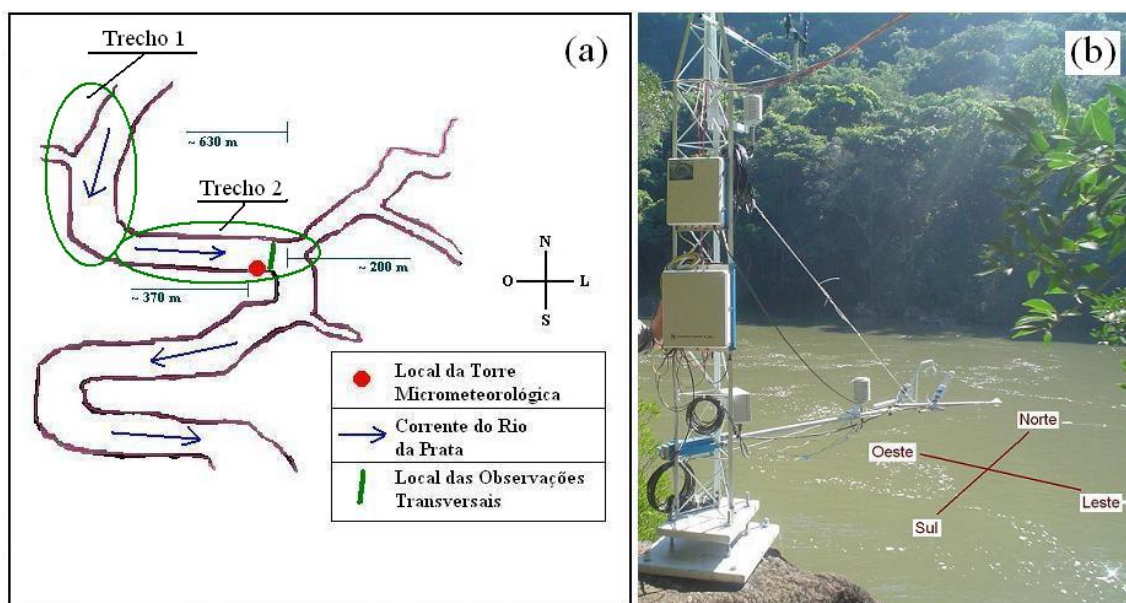 Trecho 1
(a)
~ 630 m
Trecho 2
~ 200 m
~ 370 m
N
O
L
S
Local da Torre
Micrometeorológica
Corrente do Rio
da Prata
Local das Observações
Transversais
(b)
Norte
Oeste
Leste
Sul